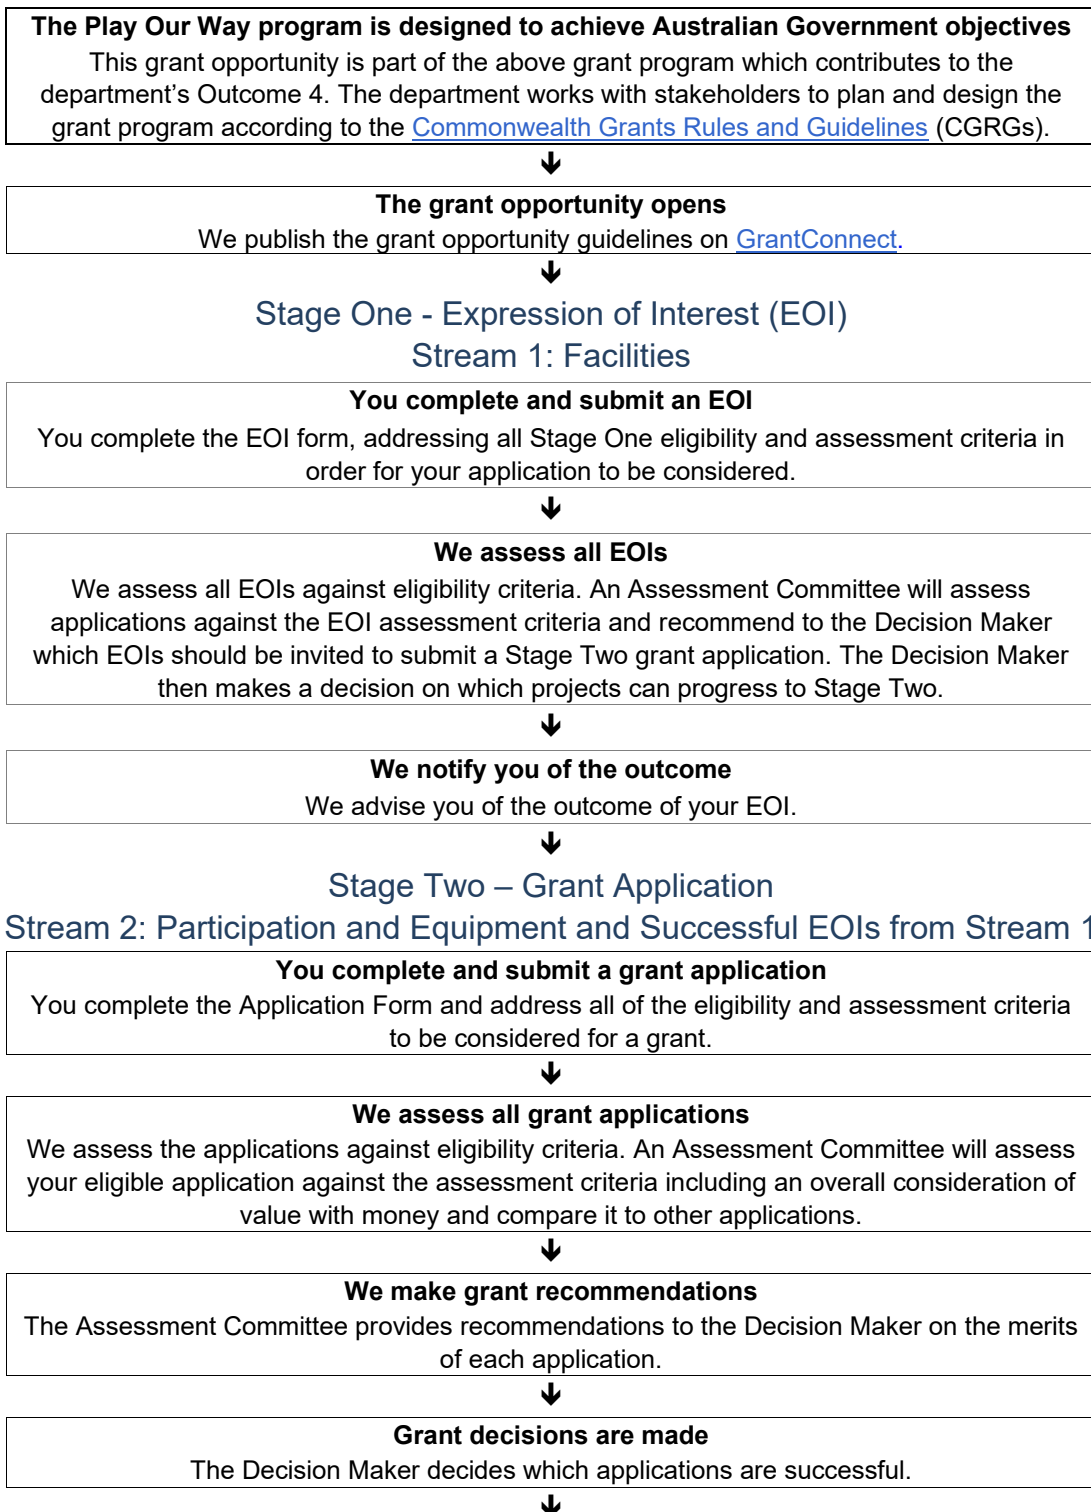 The Play Our Way program is designed to achieve Australian Government objectives
This grant opportunity is part of the above grant program which contributes to the
department’s Outcome 4. The department works with stakeholders to plan and design the
grant program according to the Commonwealth Grants Rules and Guidelines (CGRGs).
The grant opportunity opens
We publish the grant opportunity guidelines on GrantConnect.
Stage One - Expression of Interest (EOI)
Stream 1: Facilities
You complete and submit an EOI
You complete the EOI form, addressing all Stage One eligibility and assessment criteria in
order for your application to be considered.
We assess all EOIs
We assess all EOIs against eligibility criteria. An Assessment Committee will assess
applications against the EOI assessment criteria and recommend to the Decision Maker
which EOIs should be invited to submit a Stage Two grant application. The Decision Maker
then makes a decision on which projects can progress to Stage Two.
We notify you of the outcome
We advise you of the outcome of your EOI.
Stage Two – Grant Application
Stream 2: Participation and Equipment and Successful EOIs from Stream 1
You complete and submit a grant application
You complete the Application Form and address all of the eligibility and assessment criteria
to be considered for a grant.
We assess all grant applications
We assess the applications against eligibility criteria. An Assessment Committee will assess
your eligible application against the assessment criteria including an overall consideration of
value with money and compare it to other applications.
We make grant recommendations
The Assessment Committee provides recommendations to the Decision Maker on the merits
of each application.
Grant decisions are made
The Decision Maker decides which applications are successful.